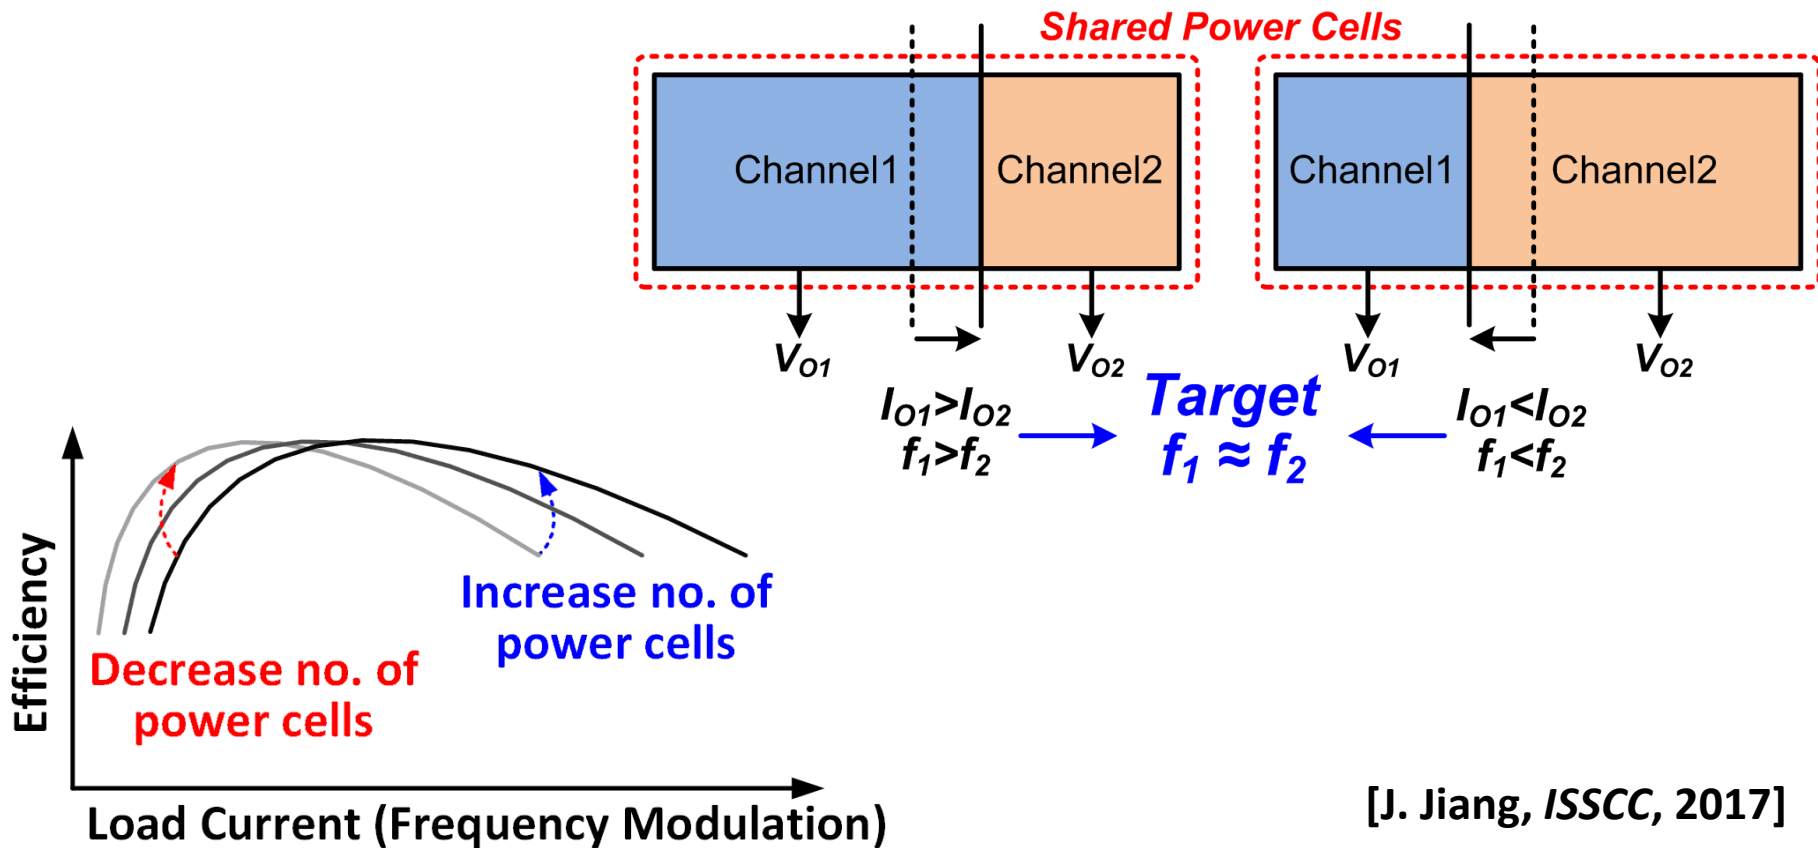 Shared Power Cells
Channel1
Channel2
Channel1
Channel2
VO1
VO2
VO1
VO2
IO1>IO2
f1>f2
Target
f1 ≈ f2
IO1<IO2
f1<f2
Efficiency
Increase no. of
power cells
Decrease no. of
power cells
Load Current (Frequency Modulation)
[J. Jiang, ISSCC, 2017]